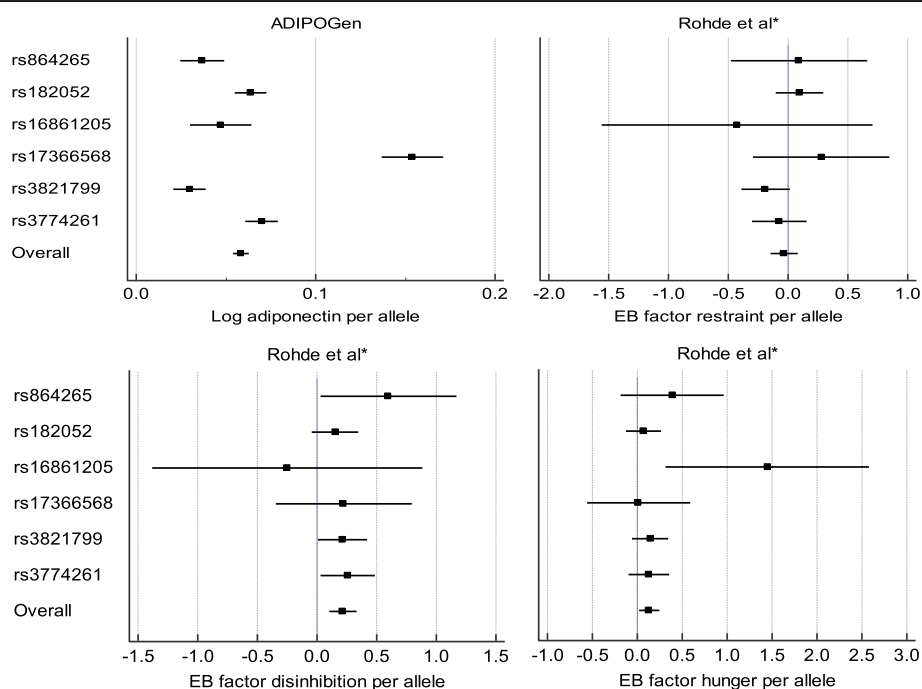 ADIPOGen
Rohde et al*
rs864265
rs182052
rs16861205
rs17366568
rs3821799
rs3774261
Overall
0.0 0.1 0.2
-2.0 -1.5 -1.0 -0.5 0.0 0.5 1.0
Log adiponectin per allele
EB factor restraint per allele
Rohde et al*
Rohde et al*
rs864265
rs182052
rs16861205
rs17366568
rs3821799
rs3774261
Overall
-1.5 -1.0 -0.5 0.0 0.5 1.0 1.5
-1.0 -0.5 0.0 0.5 1.0 1.5 2.0 2.5 3.0
EB factor disinhibition per allele
EB factor hunger per allele